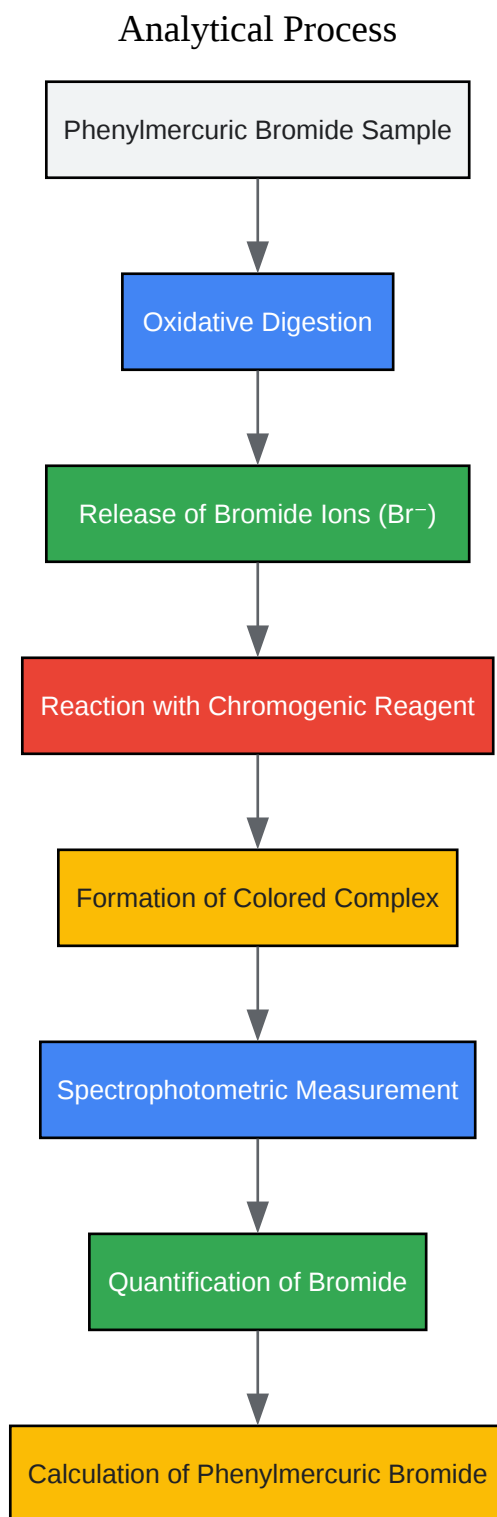 Analytical Process
Phenylmercuric Bromide Sample
Oxidative Digestion
Release of Bromide Ions (Br⁻)
Reaction with Chromogenic Reagent
Formation of Colored Complex
Spectrophotometric Measurement
Quantification of Bromide
Calculation of Phenylmercuric Bromide